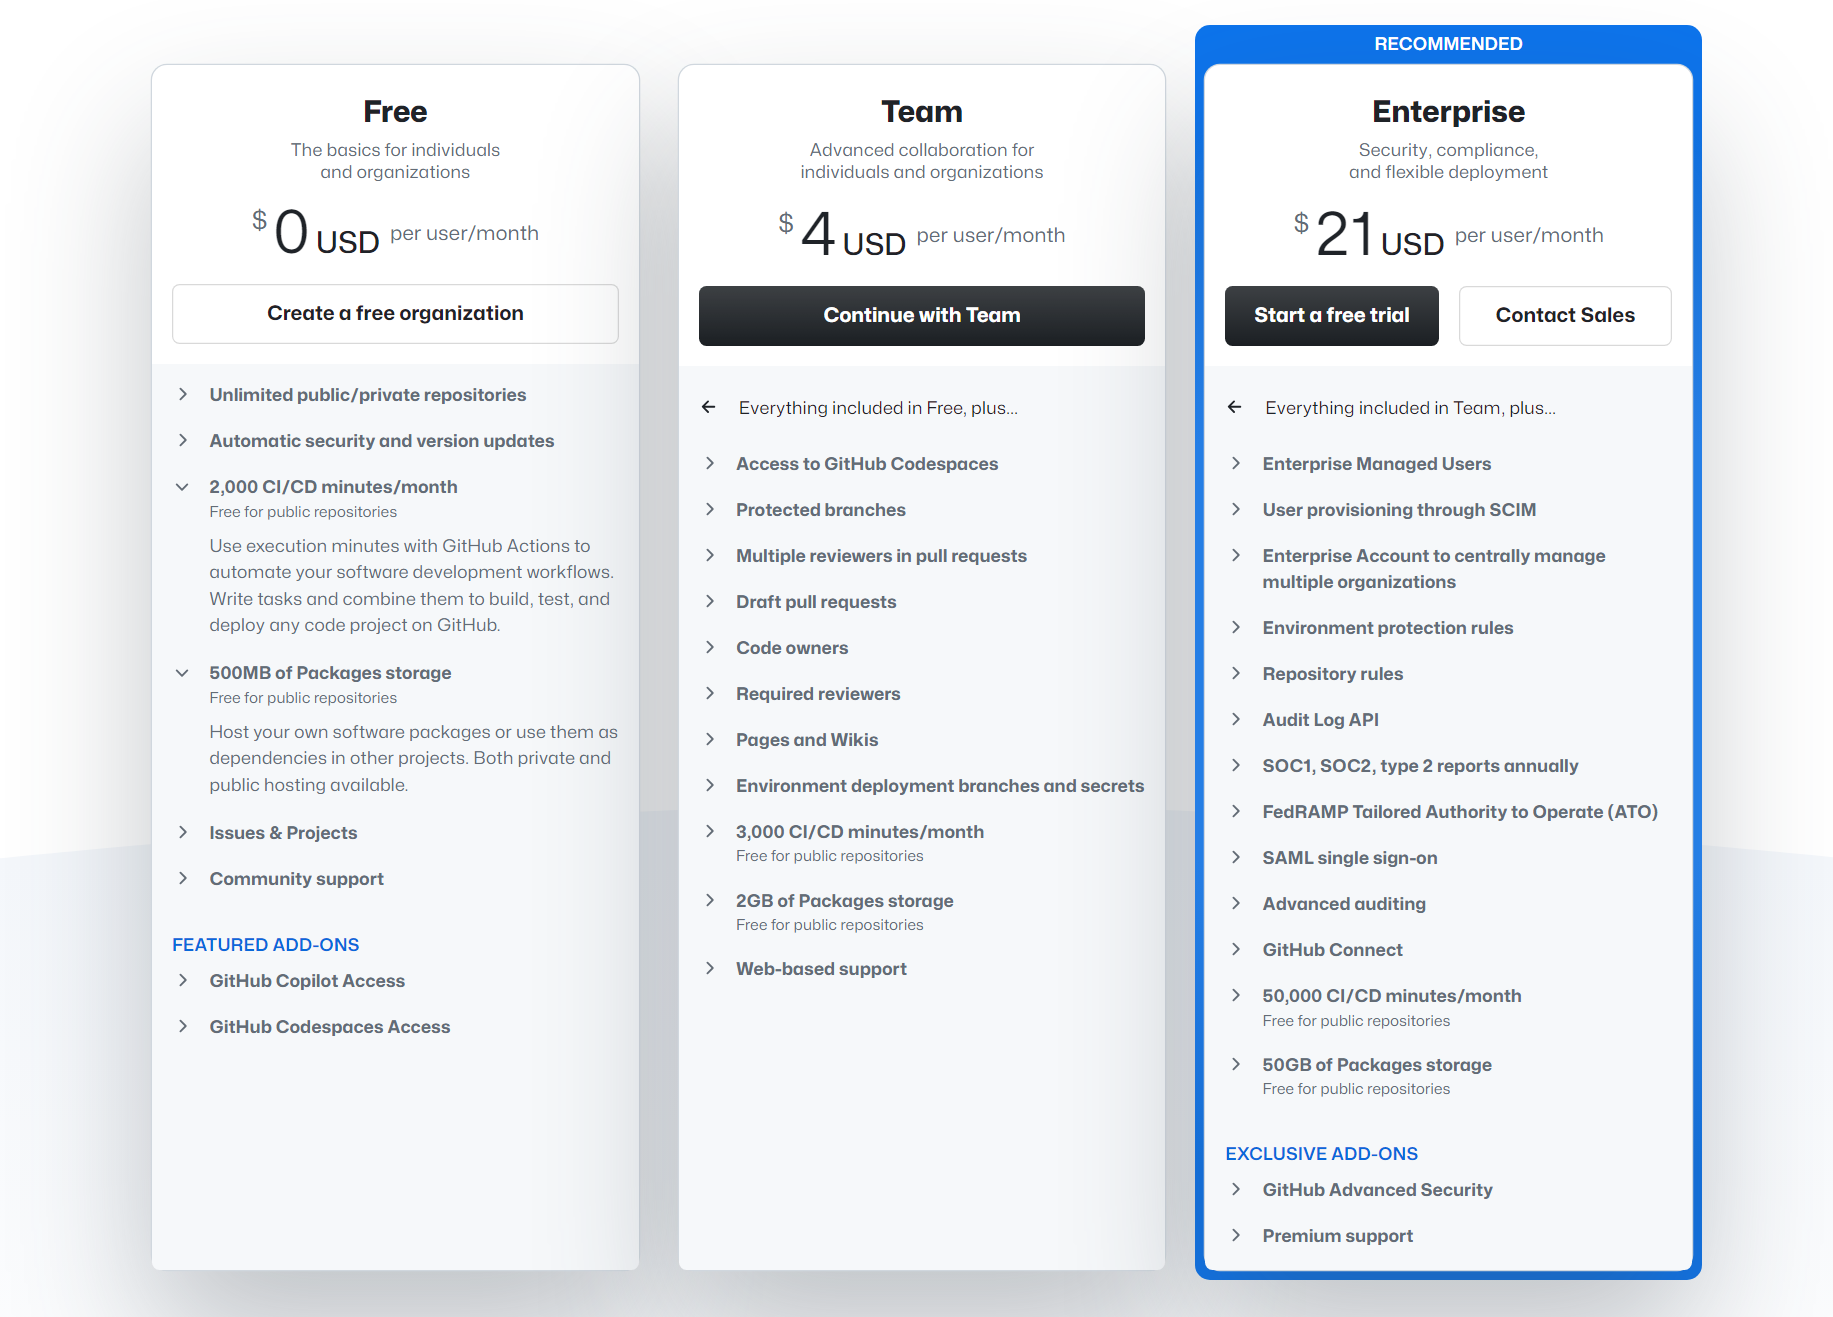 Free
The basics for individuals
and organizations
$ 0 USD per user/month
Create a free organization
Unlimited public/private repositories
Automatic security and version updates
2,000 CI/CD minutes/month
Free for public repositories
Use execution minutes with GitHub Actions to
automate your software development workflows.
Write tasks and combine them to build, test, and
deploy any code project on GitHub.
500MB of Packages storage
Free for public repositories
Host your own software packages or use them as
dependencies in other projects. Both private and
public hosting available.
Issues & Projects
Community support
FEATURED ADD-ONS
GitHub Copilot Access
GitHub Codespaces Access
Team
Advanced collaboration for
individuals and organizations
$ 4 USD per user/month
Continue with Team
Everything included in Free, plus...
Access to GitHub Codespaces
Protected branches
Multiple reviewers in pull requests
Draft pull requests
Code owners
Required reviewers
Pages and Wikis
Environment deployment branches and secrets
3,000 CI/CD minutes/month
Free for public repositories
2GB of Packages storage
Free for public repositories
Web-based support
RECOMMENDED
Enterprise
Security, compliance,
and flexible deployment
$ 21 USD per user/month
Start a free trial
Contact Sales
Everything included in Team, plus...
Enterprise Managed Users
User provisioning through SCIM
Enterprise Account to centrally manage
multiple organizations
Environment protection rules
Repository rules
Audit Log API
SOC1, SOC2, type 2 reports annually
FedRAMP Tailored Authority to Operate (ATO)
SAML single sign-on
Advanced auditing
GitHub Connect
50,000 CI/CD minutes/month
Free for public repositories
50GB of Packages storage
Free for public repositories
EXCLUSIVE ADD-ONS
GitHub Advanced Security
Premium support